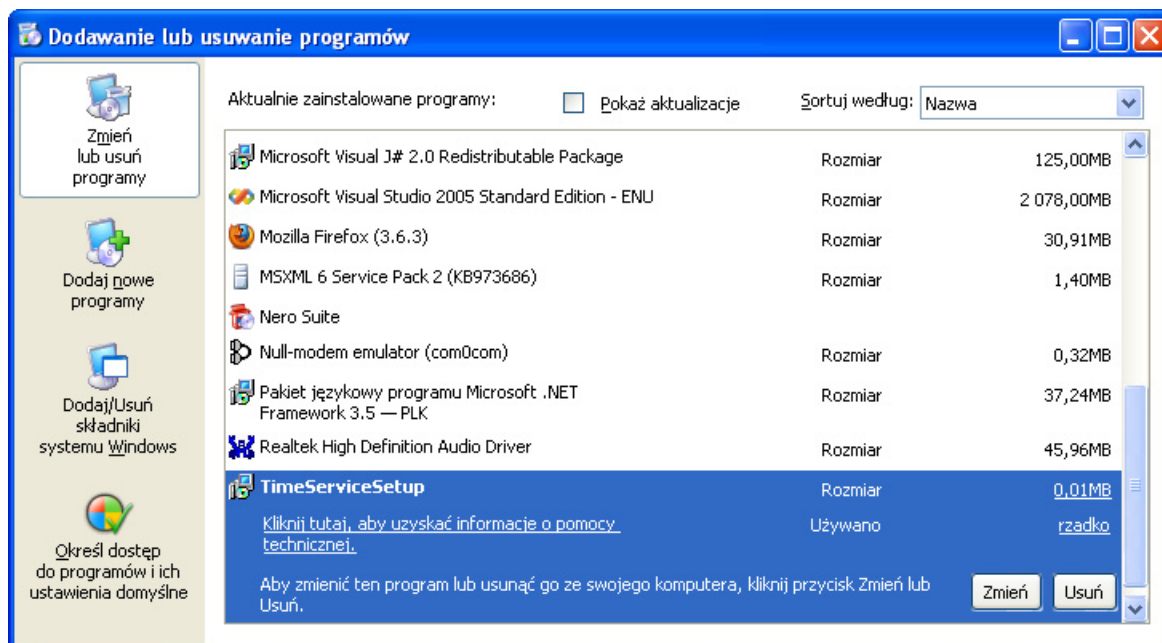 Dodawanie lub usuwanie programów
Zmień
lub usuń
programy
Dodaj nowe
programy
Dodaj/Usuń
składniki
systemu Windows
Określ dostęp
do programów i ich
ustawienia domyślne
Aktualnie zainstalowane programy: Pokaż aktualizacje Sortuj według: Nazwa
Microsoft Visual J# 2.0 Redistributable Package Rozmiar 125,00MB
Microsoft Visual Studio 2005 Standard Edition - ENU Rozmiar 2 078,00MB
Mozilla Firefox (3.6.3) Rozmiar 30,91MB
MSXML 6 Service Pack 2 (KB973686) Rozmiar 1,40MB
Nero Suite
Null-modem emulator (com0com) Rozmiar 0,32MB
Pakiet językowy programu Microsoft .NET Rozmiar 37,24MB
Framework 3.5 — PLK
Realtek High Definition Audio Driver Rozmiar 45,96MB
TimeServiceSetup Rozmiar 0,01MB
Kliknij tutaj, aby uzyskać informacje o pomocy Używano rzadko
technicznej.
Aby zmienić ten program lub usunąć go ze swojego komputera, kliknij przycisk Zmień lub
Usuń.
Zmień Usuń